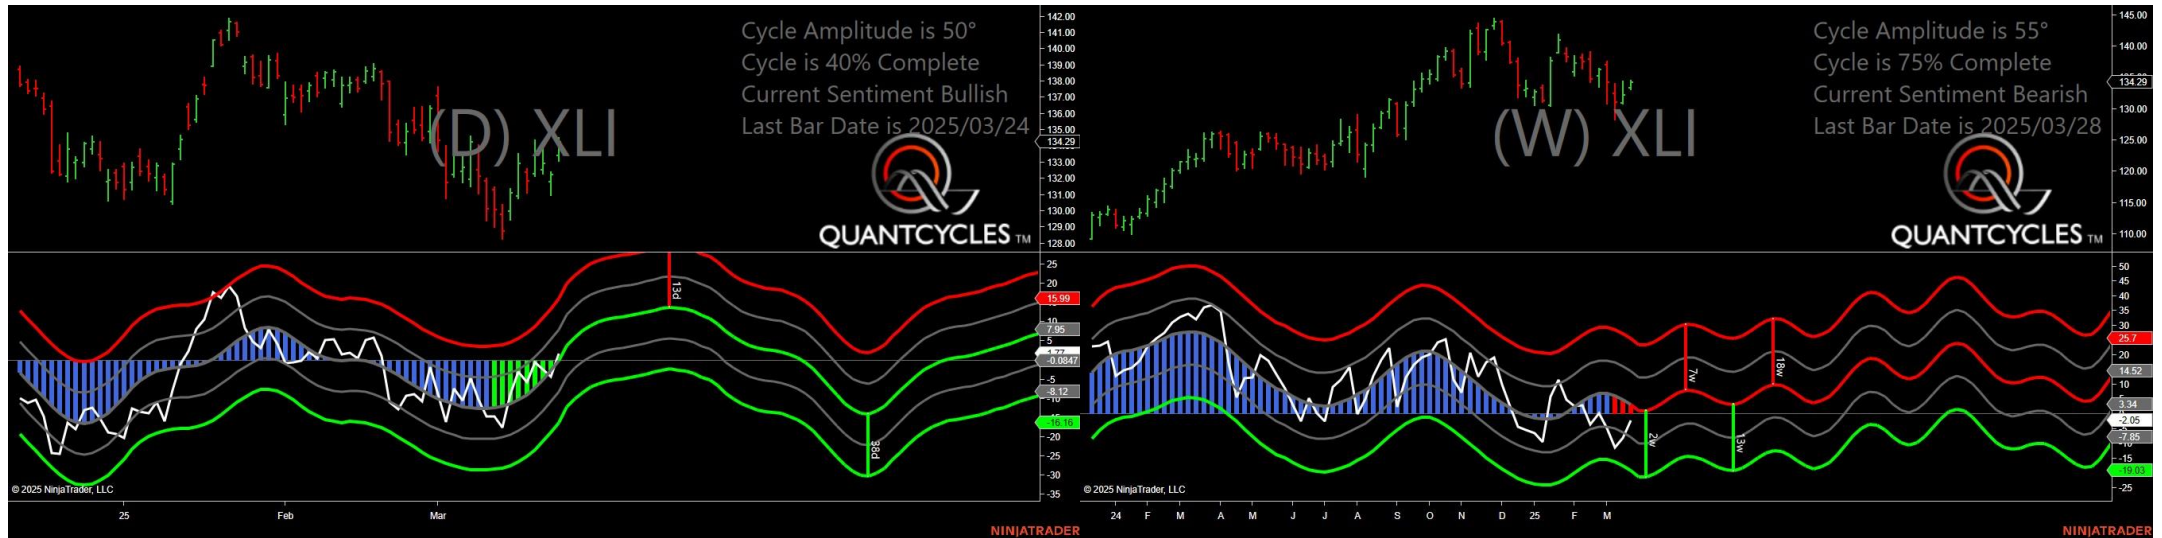 Cycle Amplitude is 50°
Cycle is 40% Complete
Current Sentiment Bullish
Last Bar Date is 2025/03/24
(D) XLI
QUANTCYCLES TM
142.00
141.00
140.00
139.00
138.00
137.00
136.00
135.00
134.29
133.00
132.00
131.00
130.00
129.00
128.00
25
20
15.99
10
7.95
5
-0.0847
-5
-8.12
-10
-16.16
-20
-25
-30
-35
13d
38d
© 2025 NinjaTrader, LLC
25
Feb
Mar
NINJATRADER
Cycle Amplitude is 55°
Cycle is 75% Complete
Current Sentiment Bearish
Last Bar Date is 2025/03/28
(W) XLI
QUANTCYCLES TM
145.00
140.00
134.29
130.00
125.00
120.00
115.00
110.00
50
45
40
35
30
25.7
20
14.52
10
3.34
-2.05
-7.85
-15
-19.03
-25
7w
18w
2w
13w
© 2025 NinjaTrader, LLC
24 F M A M J J A S O N D 25 F M
NINJATRADER